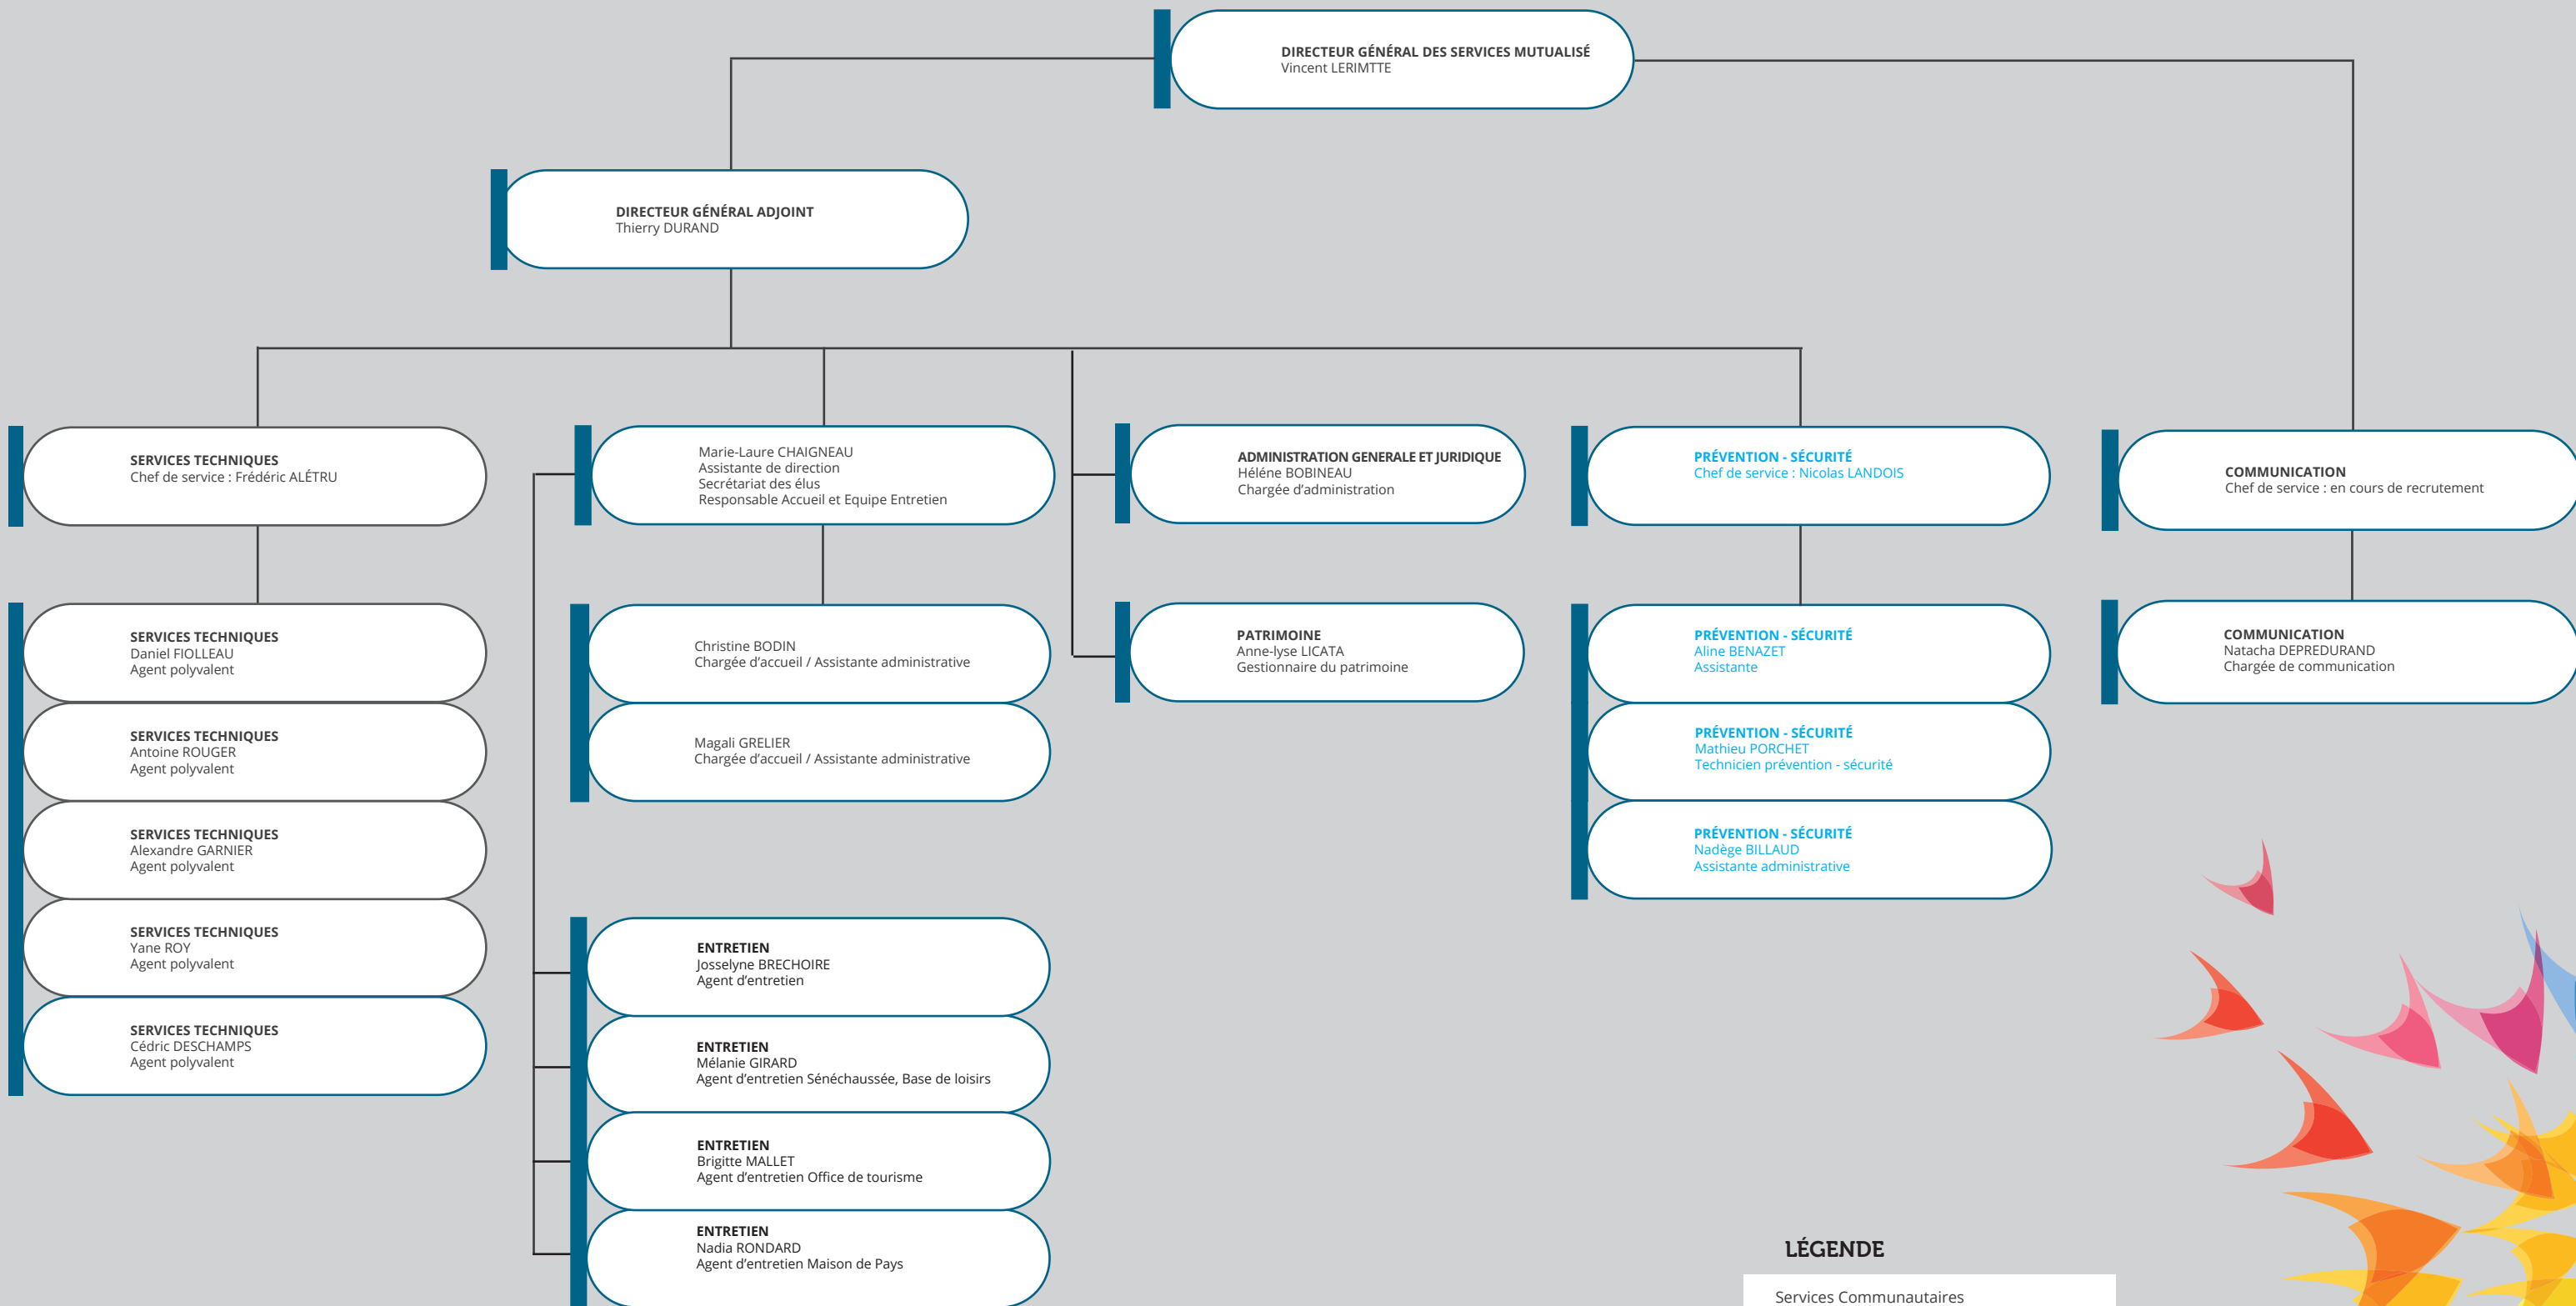 DIRECTEUR GÉNÉRAL DES SERVICES MUTUALISÉ
Vincent LERIMTTE
DIRECTEUR GÉNÉRAL ADJOINT
Thierry DURAND
SERVICES TECHNIQUES
Chef de service : Frédéric ALÉTRU
Marie-Laure CHAIGNEAU
Assistante de direction
Secrétariat des élus
Responsable Accueil et Equipe Entretien
ADMINISTRATION GENERALE ET JURIDIQUE
Héléne BOBINEAU
Chargée d'administration
PRÉVENTION - SÉCURITÉ
Chef de service : Nicolas LANDOIS
COMMUNICATION
Chef de service : en cours de recrutement
SERVICES TECHNIQUES
Daniel FIOLLEAU
Agent polyvalent
SERVICES TECHNIQUES
Antoine ROUGER
Agent polyvalent
SERVICES TECHNIQUES
Alexandre GARNIER
Agent polyvalent
SERVICES TECHNIQUES
Yane ROY
Agent polyvalent
SERVICES TECHNIQUES
Cédric DESCHAMPS
Agent polyvalent
Christine BODIN
Chargée d'accueil / Assistante administrative
Magali GRELIER
Chargée d'accueil / Assistante administrative
ENTRETIEN
Josselyne BRECHOIRE
Agent d'entretien
ENTRETIEN
Mélanie GIRARD
Agent d'entretien Sénéchaussée, Base de loisirs
ENTRETIEN
Brigitte MALLET
Agent d'entretien Office de tourisme
ENTRETIEN
Nadia RONDARD
Agent d'entretien Maison de Pays
PATRIMOINE
Anne-lyse LICATA
Gestionnaire du patrimoine
PRÉVENTION - SÉCURITÉ
Aline BENAZET
Assistante
PRÉVENTION - SÉCURITÉ
Mathieu PORCHET
Technicien prévention - sécurité
PRÉVENTION - SÉCURITÉ
Nadège BILLAUD
Assistante administrative
COMMUNICATION
Natacha DEPREDURAND
Chargée de communication
LÉGENDE
Services Communautaires